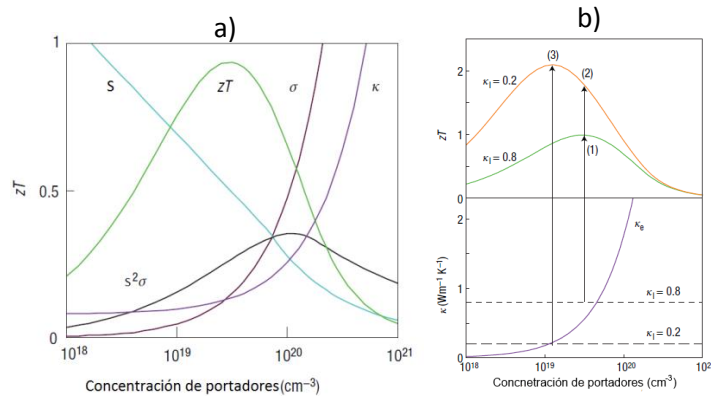 a)
1
S
zT
σ
κ
zT
0.5
s²σ
0
10¹⁸
10¹⁹
10²⁰
10²¹
Concentración de portadores(cm⁻³)
b)
2
(3)
κₗ = 0.2
(2)
zT
1
κₗ = 0.8
(1)
0
2
κₑ
κ (Wm⁻¹ K⁻¹)
1
κₗ = 0.8
κₗ = 0.2
0
10¹⁸
10¹⁹
10²⁰
10²
Concnetración de portadores (cm⁻³)